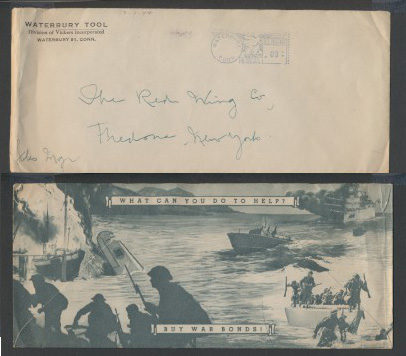 WATERBURY TOOL
Division of Vickers Incorporated
WATERBURY 91, CONN.
The Red Wing Co,
Fredonia, New York.
WHAT CAN YOU DO TO HELP?
BUY WAR BONDS!